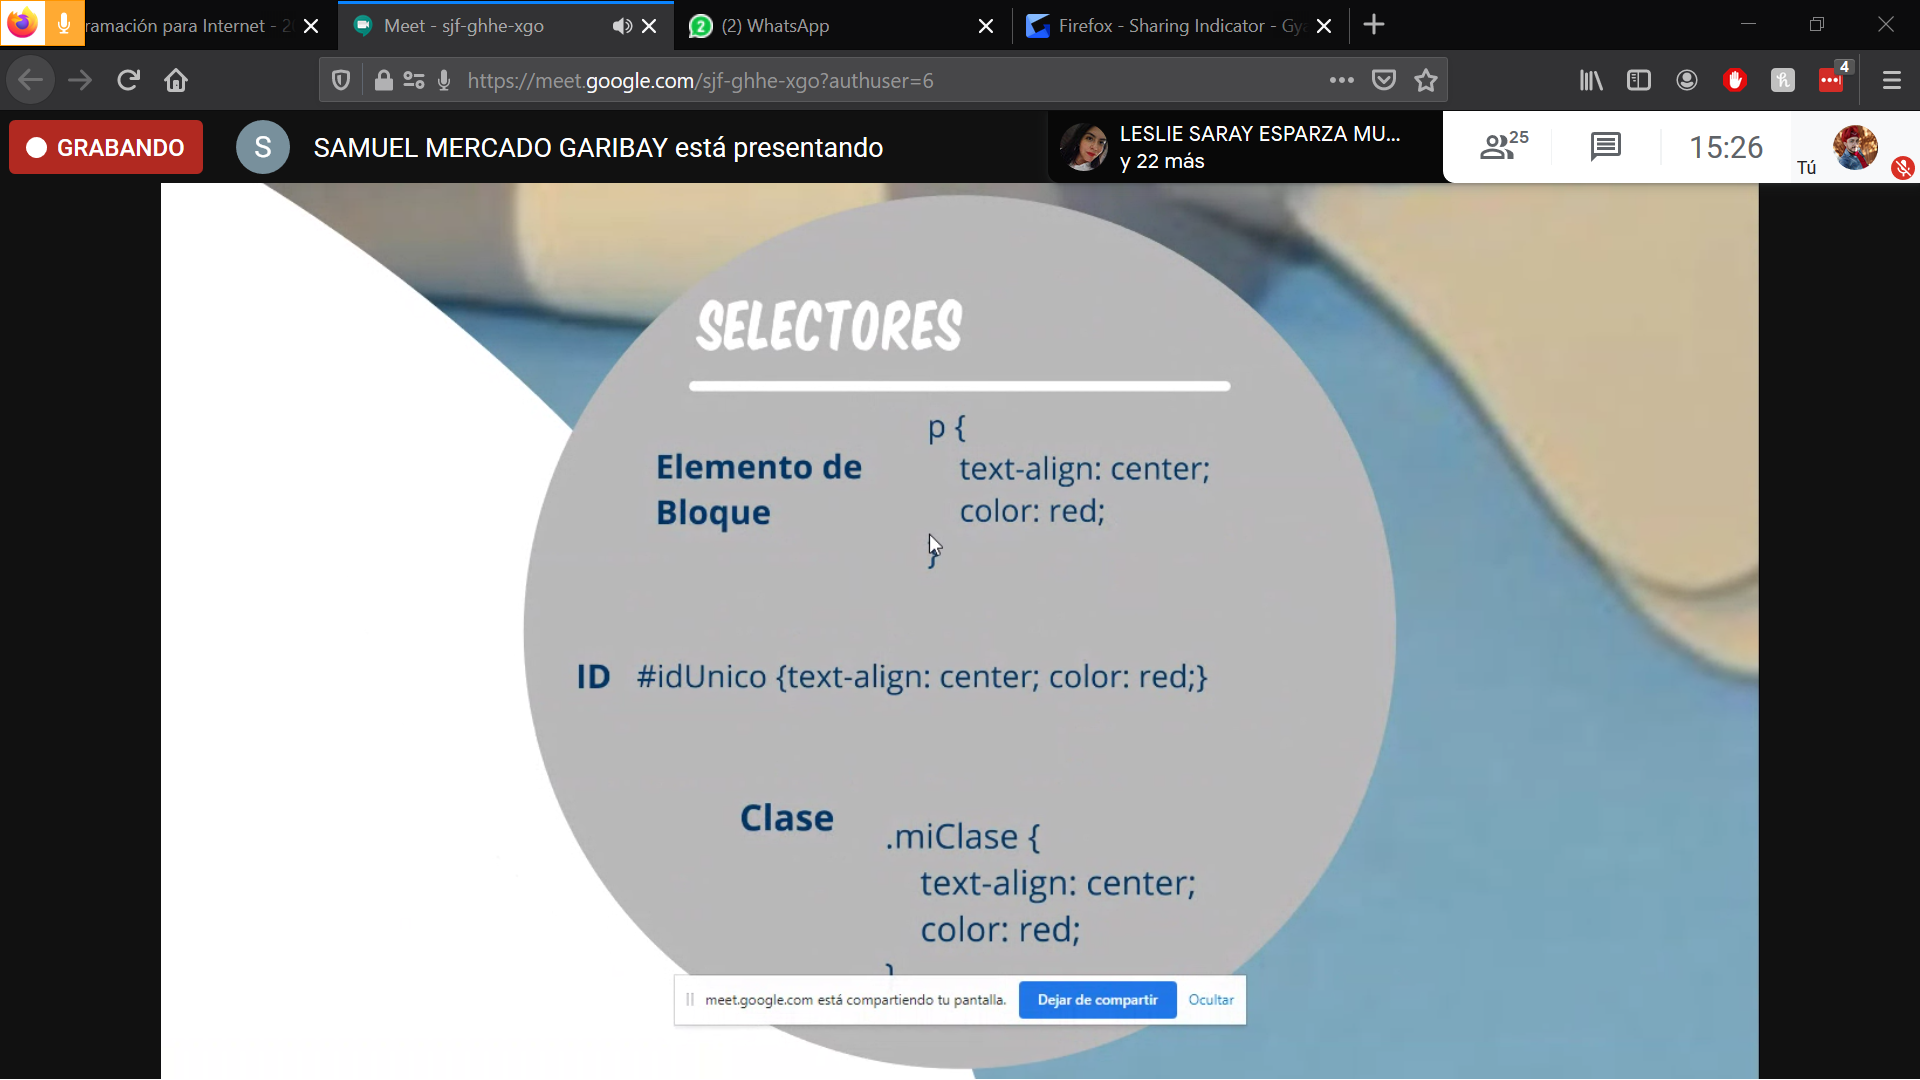 ramación para Internet - 2
Meet - sjf-ghhe-xgo
2
(2) WhatsApp
Firefox - Sharing Indicator - Gy
https://meet.google.com/sjf-ghhe-xgo?authuser=6
4
GRABANDO
S
SAMUEL MERCADO GARIBAY está presentando
LESLIE SARAY ESPARZA MU...
y 22 más
25
15:26
Tú
SELECTORES
Elemento de
Bloque
p {
text-align: center;
color: red;
}
ID #idUnico {text-align: center; color: red;}
Clase
.miClase {
text-align: center;
color: red;
}
meet.google.com está compartiendo tu pantalla.
Dejar de compartir
Ocultar